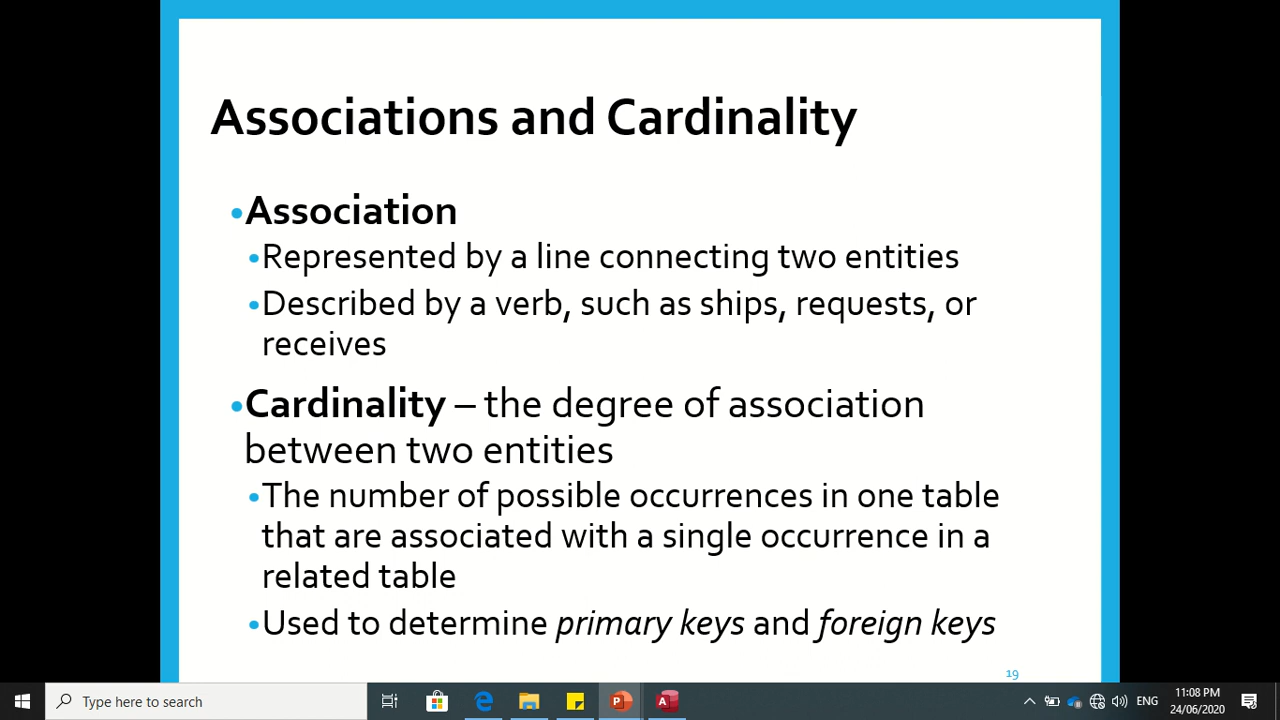 Associations and Cardinality
•Association
•Represented by a line connecting two entities
•Described by a verb, such as ships, requests, or
receives
•Cardinality – the degree of association
between two entities
•The number of possible occurrences in one table
that are associated with a single occurrence in a
related table
•Used to determine primary keys and foreign keys
19
Type here to search
ENG
11:08 PM
24/06/2020